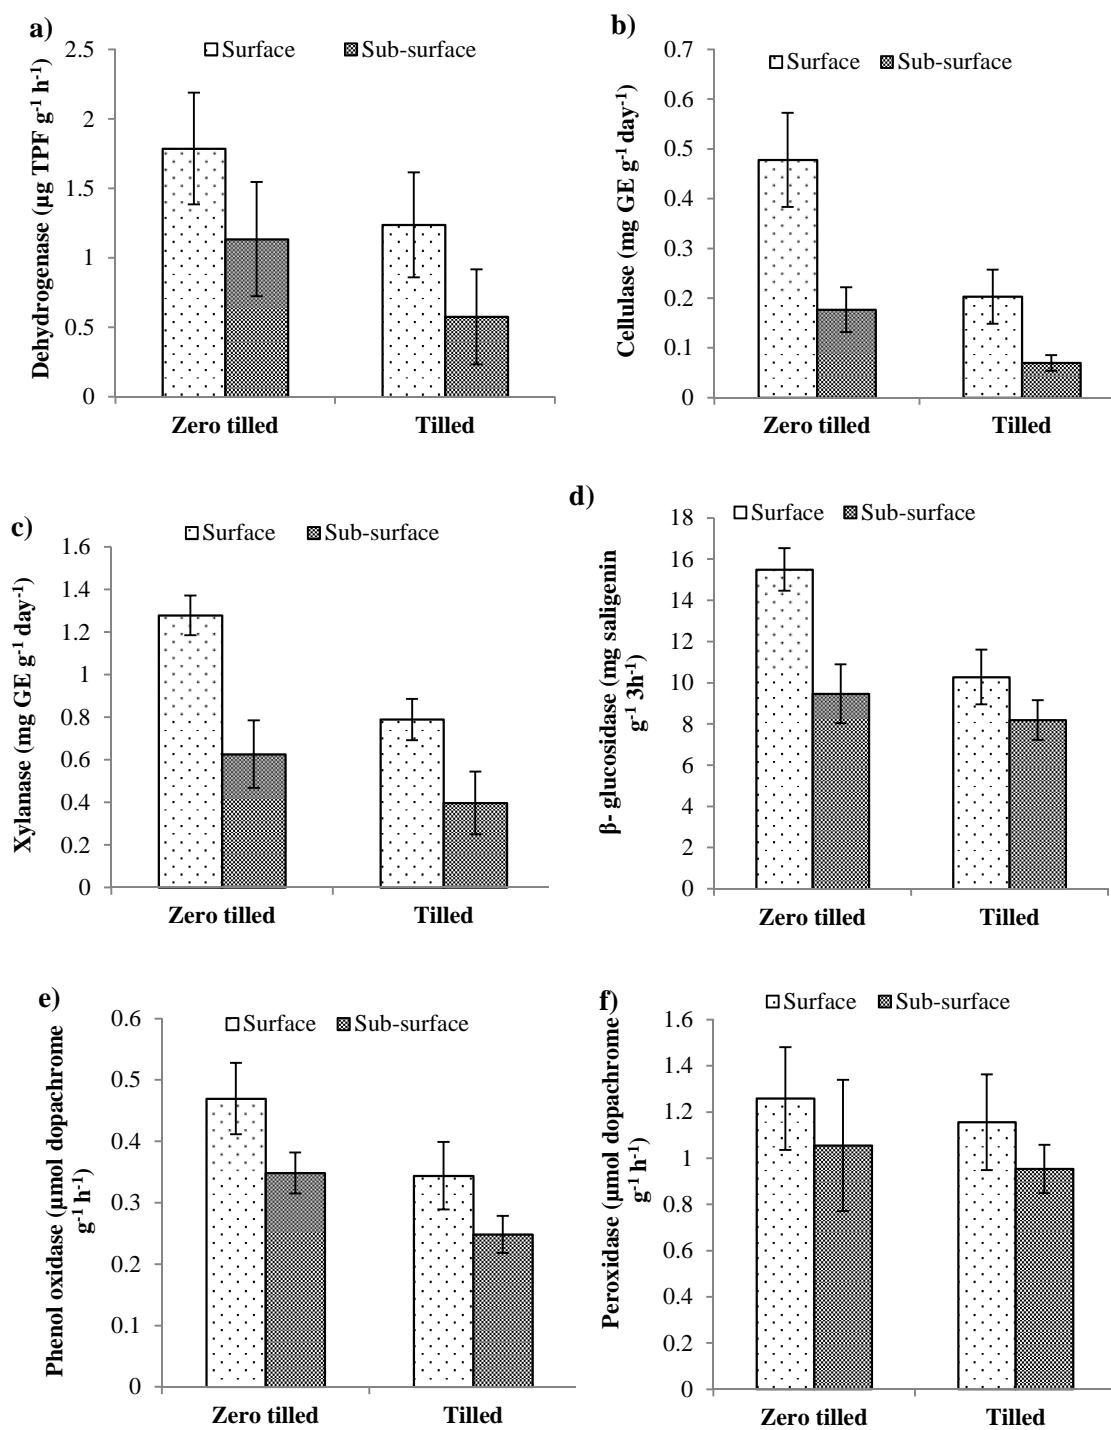 a)
Surface Sub-surface
Dehydrogenase (µg TPF g-1 h-1)
2.5
2
1.5
1
0.5
0
Zero tilled Tilled
b)
Surface Sub-surface
Cellulase (mg GE g-1 day-1)
0.7
0.6
0.5
0.4
0.3
0.2
0.1
0
Zero tilled Tilled
c)
Surface Sub-surface
Xylanase (mg GE g-1 day-1)
1.6
1.4
1.2
1
0.8
0.6
0.4
0.2
0
Zero tilled Tilled
d)
Surface Sub-surface
β- glucosidase (mg saligenin
g-1 3h-1)
18
16
14
12
10
8
6
4
2
0
Zero tilled Tilled
e)
Surface Sub-surface
Phenol oxidase (µmol dopachrome
g-1 h-1)
0.6
0.5
0.4
0.3
0.2
0.1
0
Zero tilled Tilled
f)
Surface Sub-surface
Peroxidase (µmol dopachrome
g-1 h-1)
1.6
1.4
1.2
1
0.8
0.6
0.4
0.2
0
Zero tilled Tilled